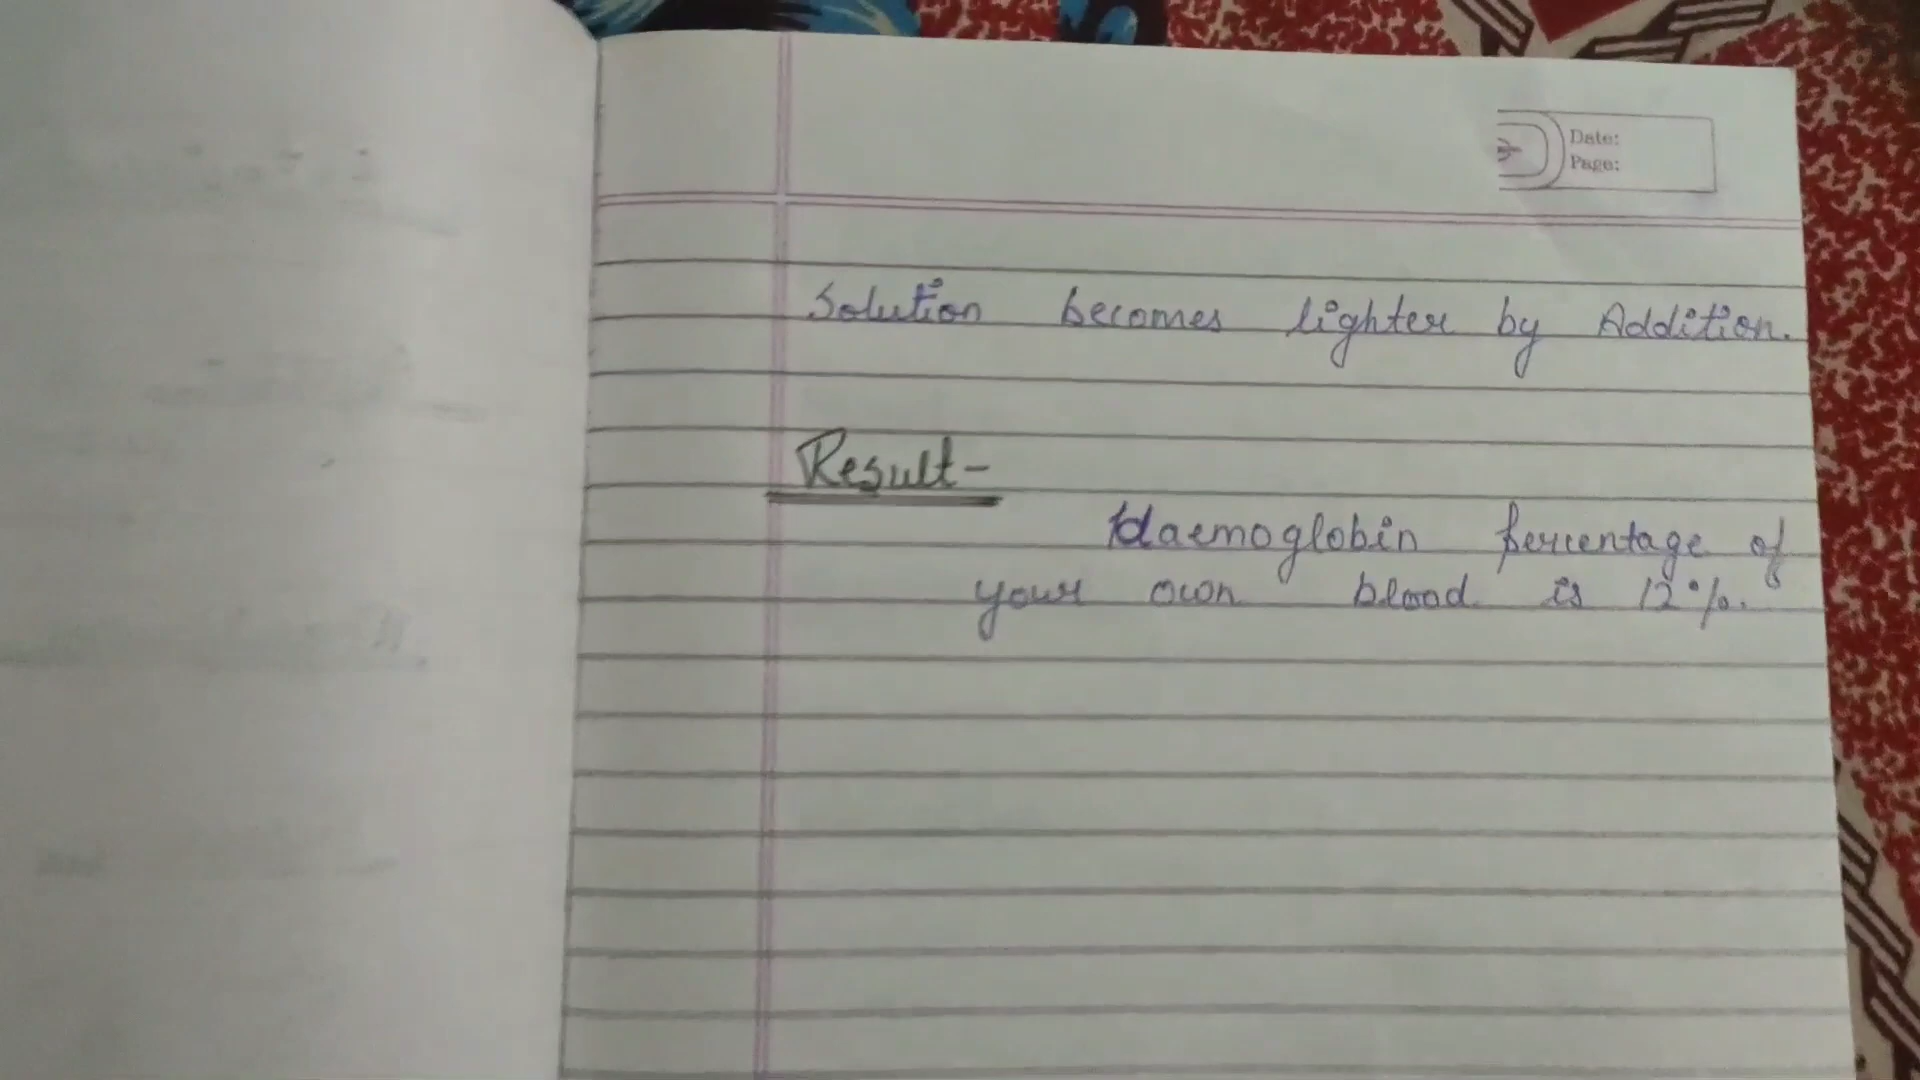 Date:
Page:
Solution becomes lighter by Addition.
Result-
Haemoglobin percentage of
your own blood is 12%.